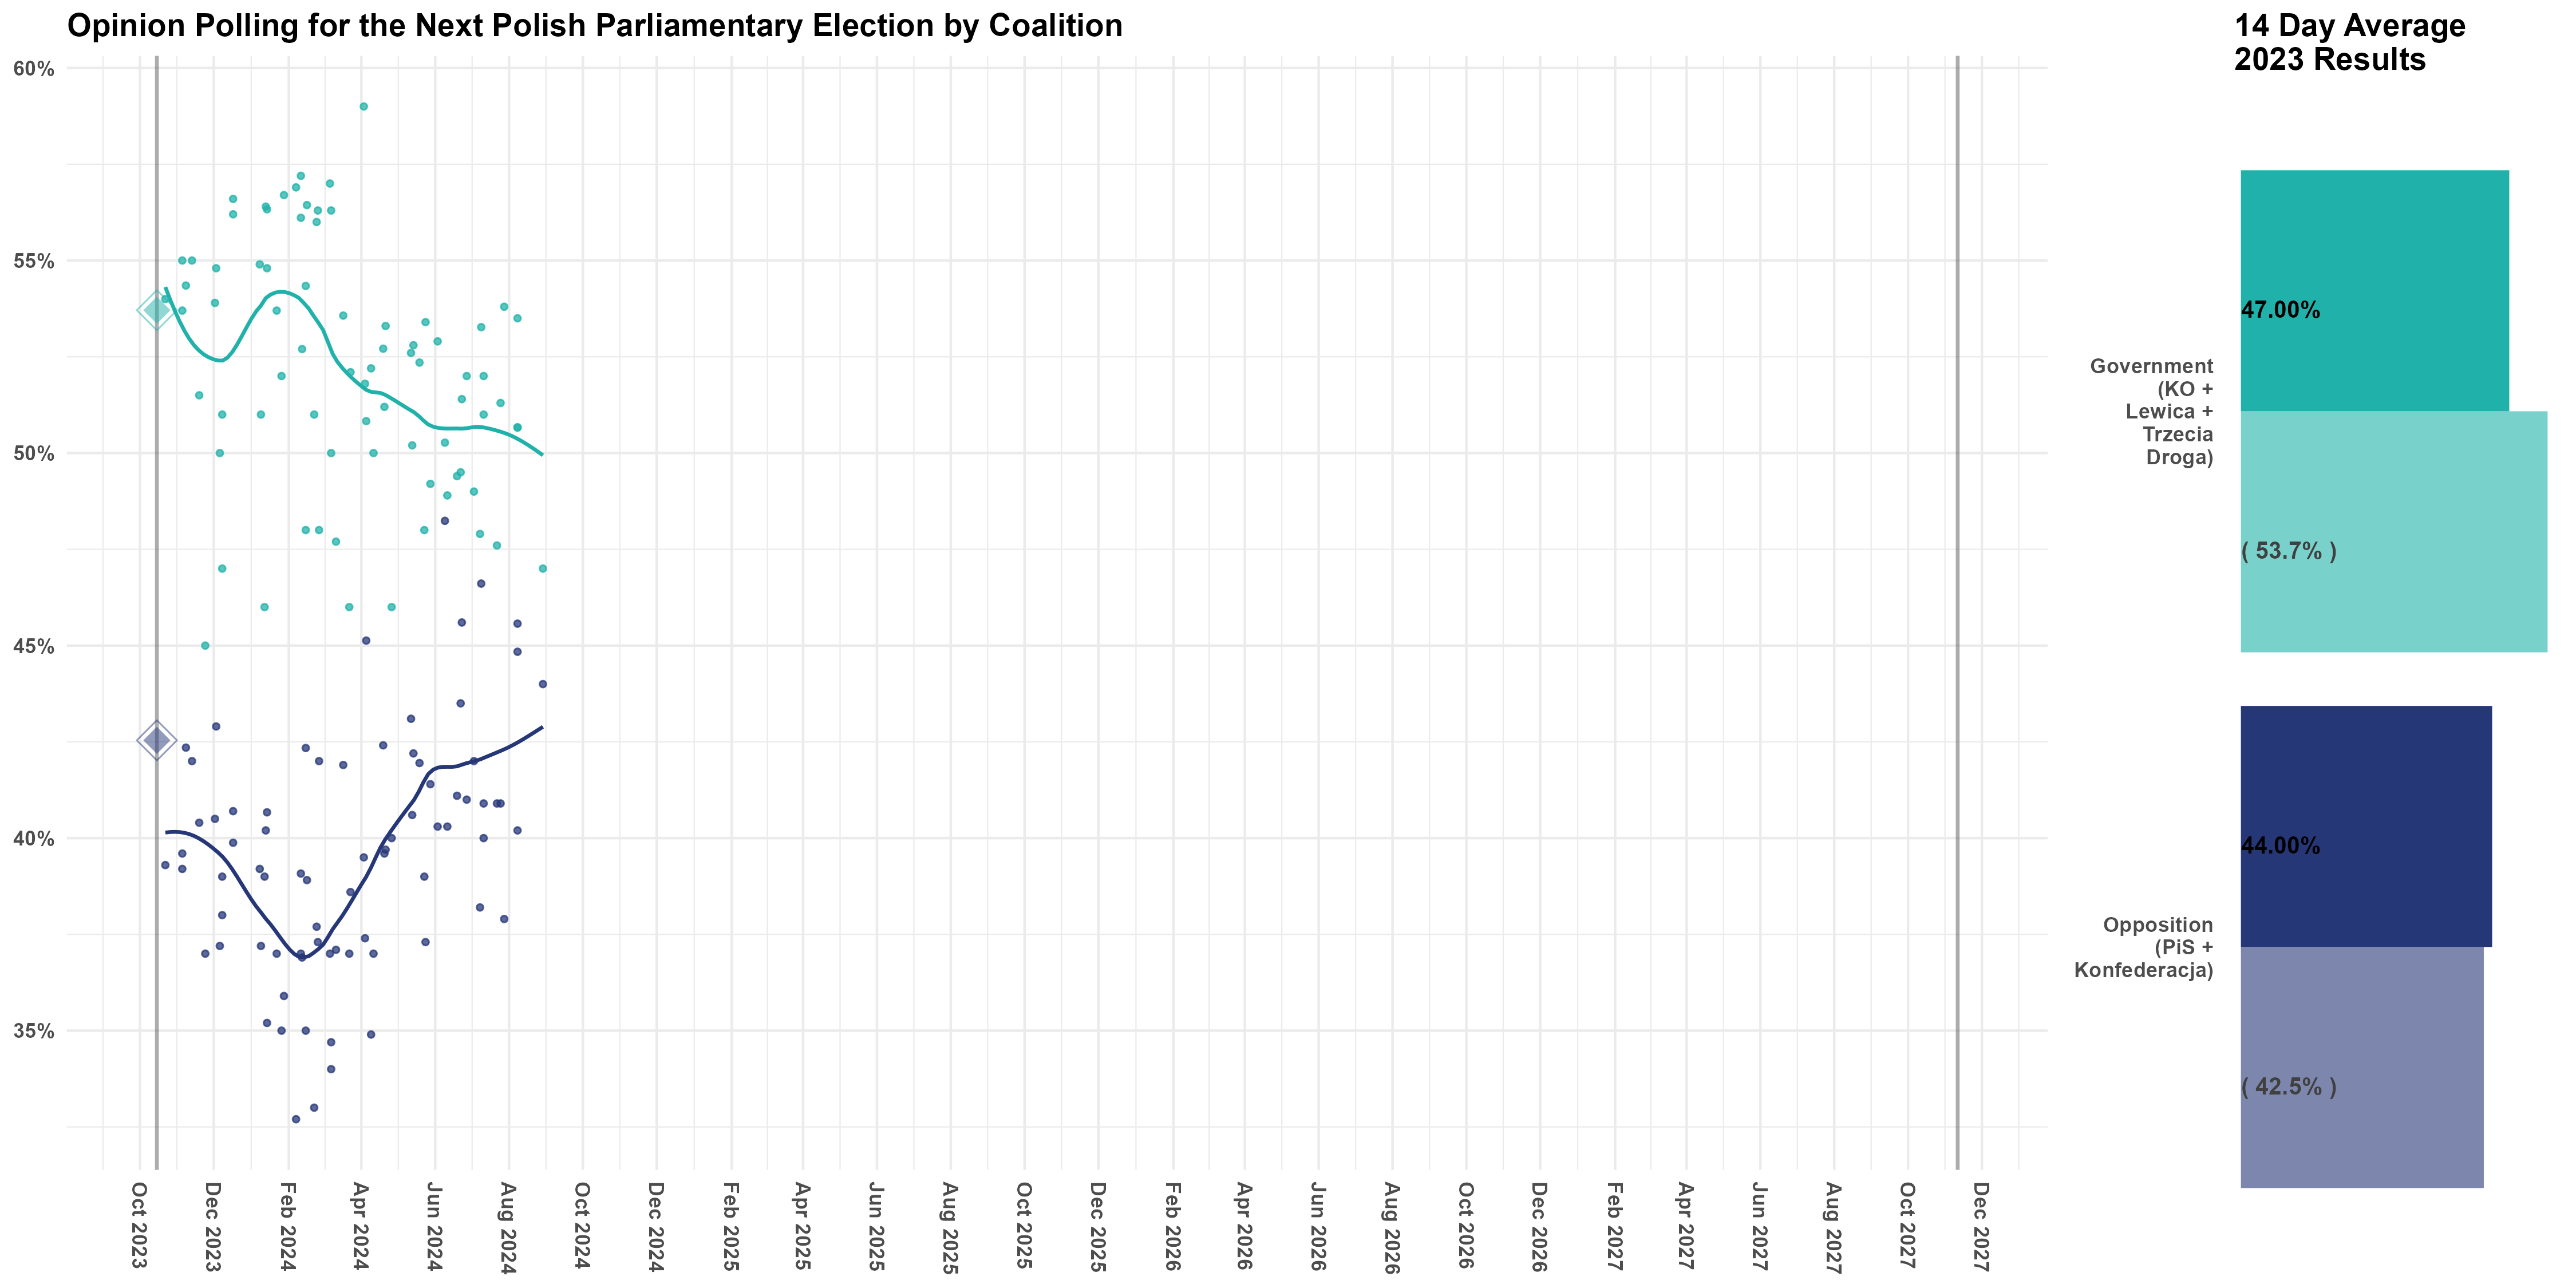 Opinion Polling for the Next Polish Parliamentary Election by Coalition
60%
55%
50%
45%
40%
35%
Oct 2023
Dec 2023
Feb 2024
Apr 2024
Jun 2024
Aug 2024
Oct 2024
Dec 2024
Feb 2025
Apr 2025
Jun 2025
Aug 2025
Oct 2025
Dec 2025
Feb 2026
Apr 2026
Jun 2026
Aug 2026
Oct 2026
Dec 2026
Feb 2027
Apr 2027
Jun 2027
Aug 2027
Oct 2027
Dec 2027
14 Day Average
2023 Results
Government
(KO +
Lewica +
Trzecia
Droga)
47.00%
( 53.7% )
Opposition
(PiS +
Konfederacja)
44.00%
( 42.5% )